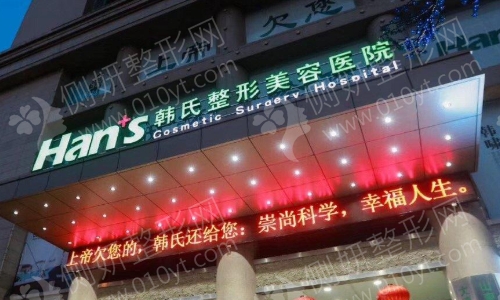 Han's 韩氏整形美容医院
Cosmetic Surgery Hospital
上帝欠您的，韩氏还给您：崇尚科学，幸福人生。
侧妍整形网
www.010yt.com